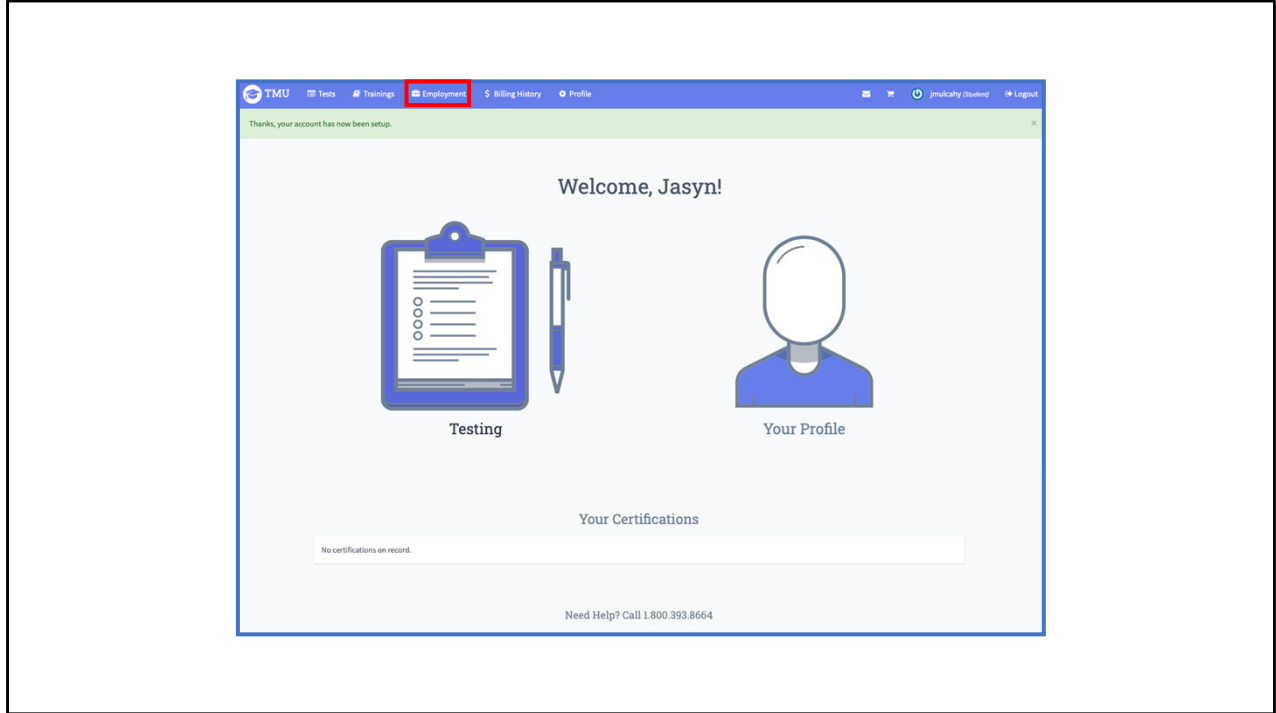 TMU Tests Trainings Employment $ Billing History Profile jmulcahy (Student) Logout
Thanks, your account has now been setup. ×
Welcome, Jasyn!
Testing
Your Profile
Your Certifications
No certifications on record.
Need Help? Call 1.800.393.8664